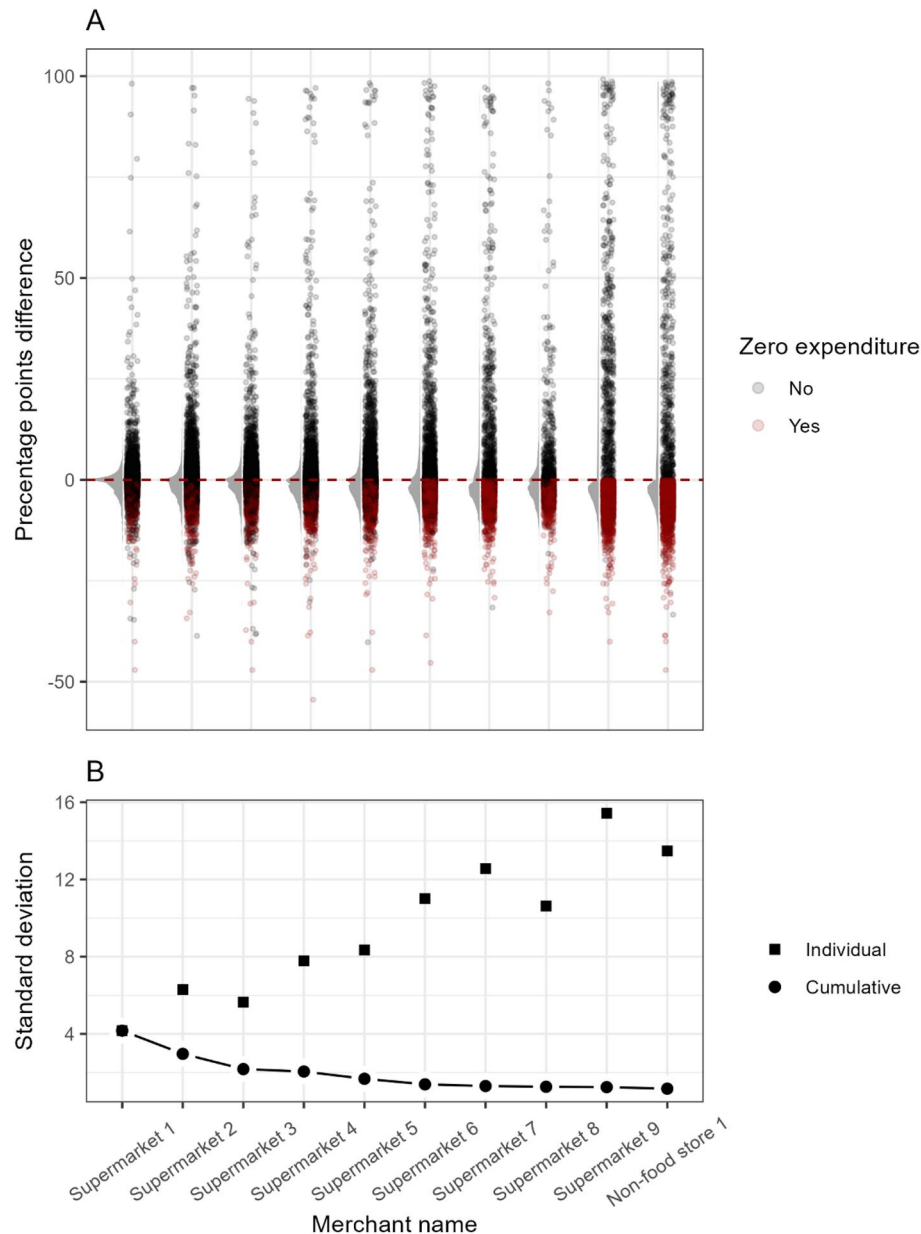 A
100
50
0
-50
Precentage points difference
Zero expenditure
No
Yes
B
16
12
8
4
Standard deviation
Individual
Cumulative
Supermarket 1
Supermarket 2
Supermarket 3
Supermarket 4
Supermarket 5
Supermarket 6
Supermarket 7
Supermarket 8
Supermarket 9
Non-food store 1
Merchant name